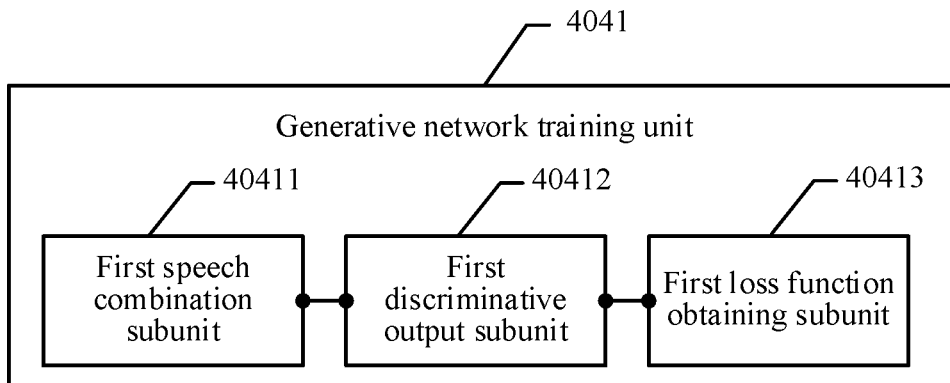 4041
Generative network training unit
40411
40412
40413
First speech
combination
subunit
First
discriminative
output subunit
First loss function
obtaining subunit